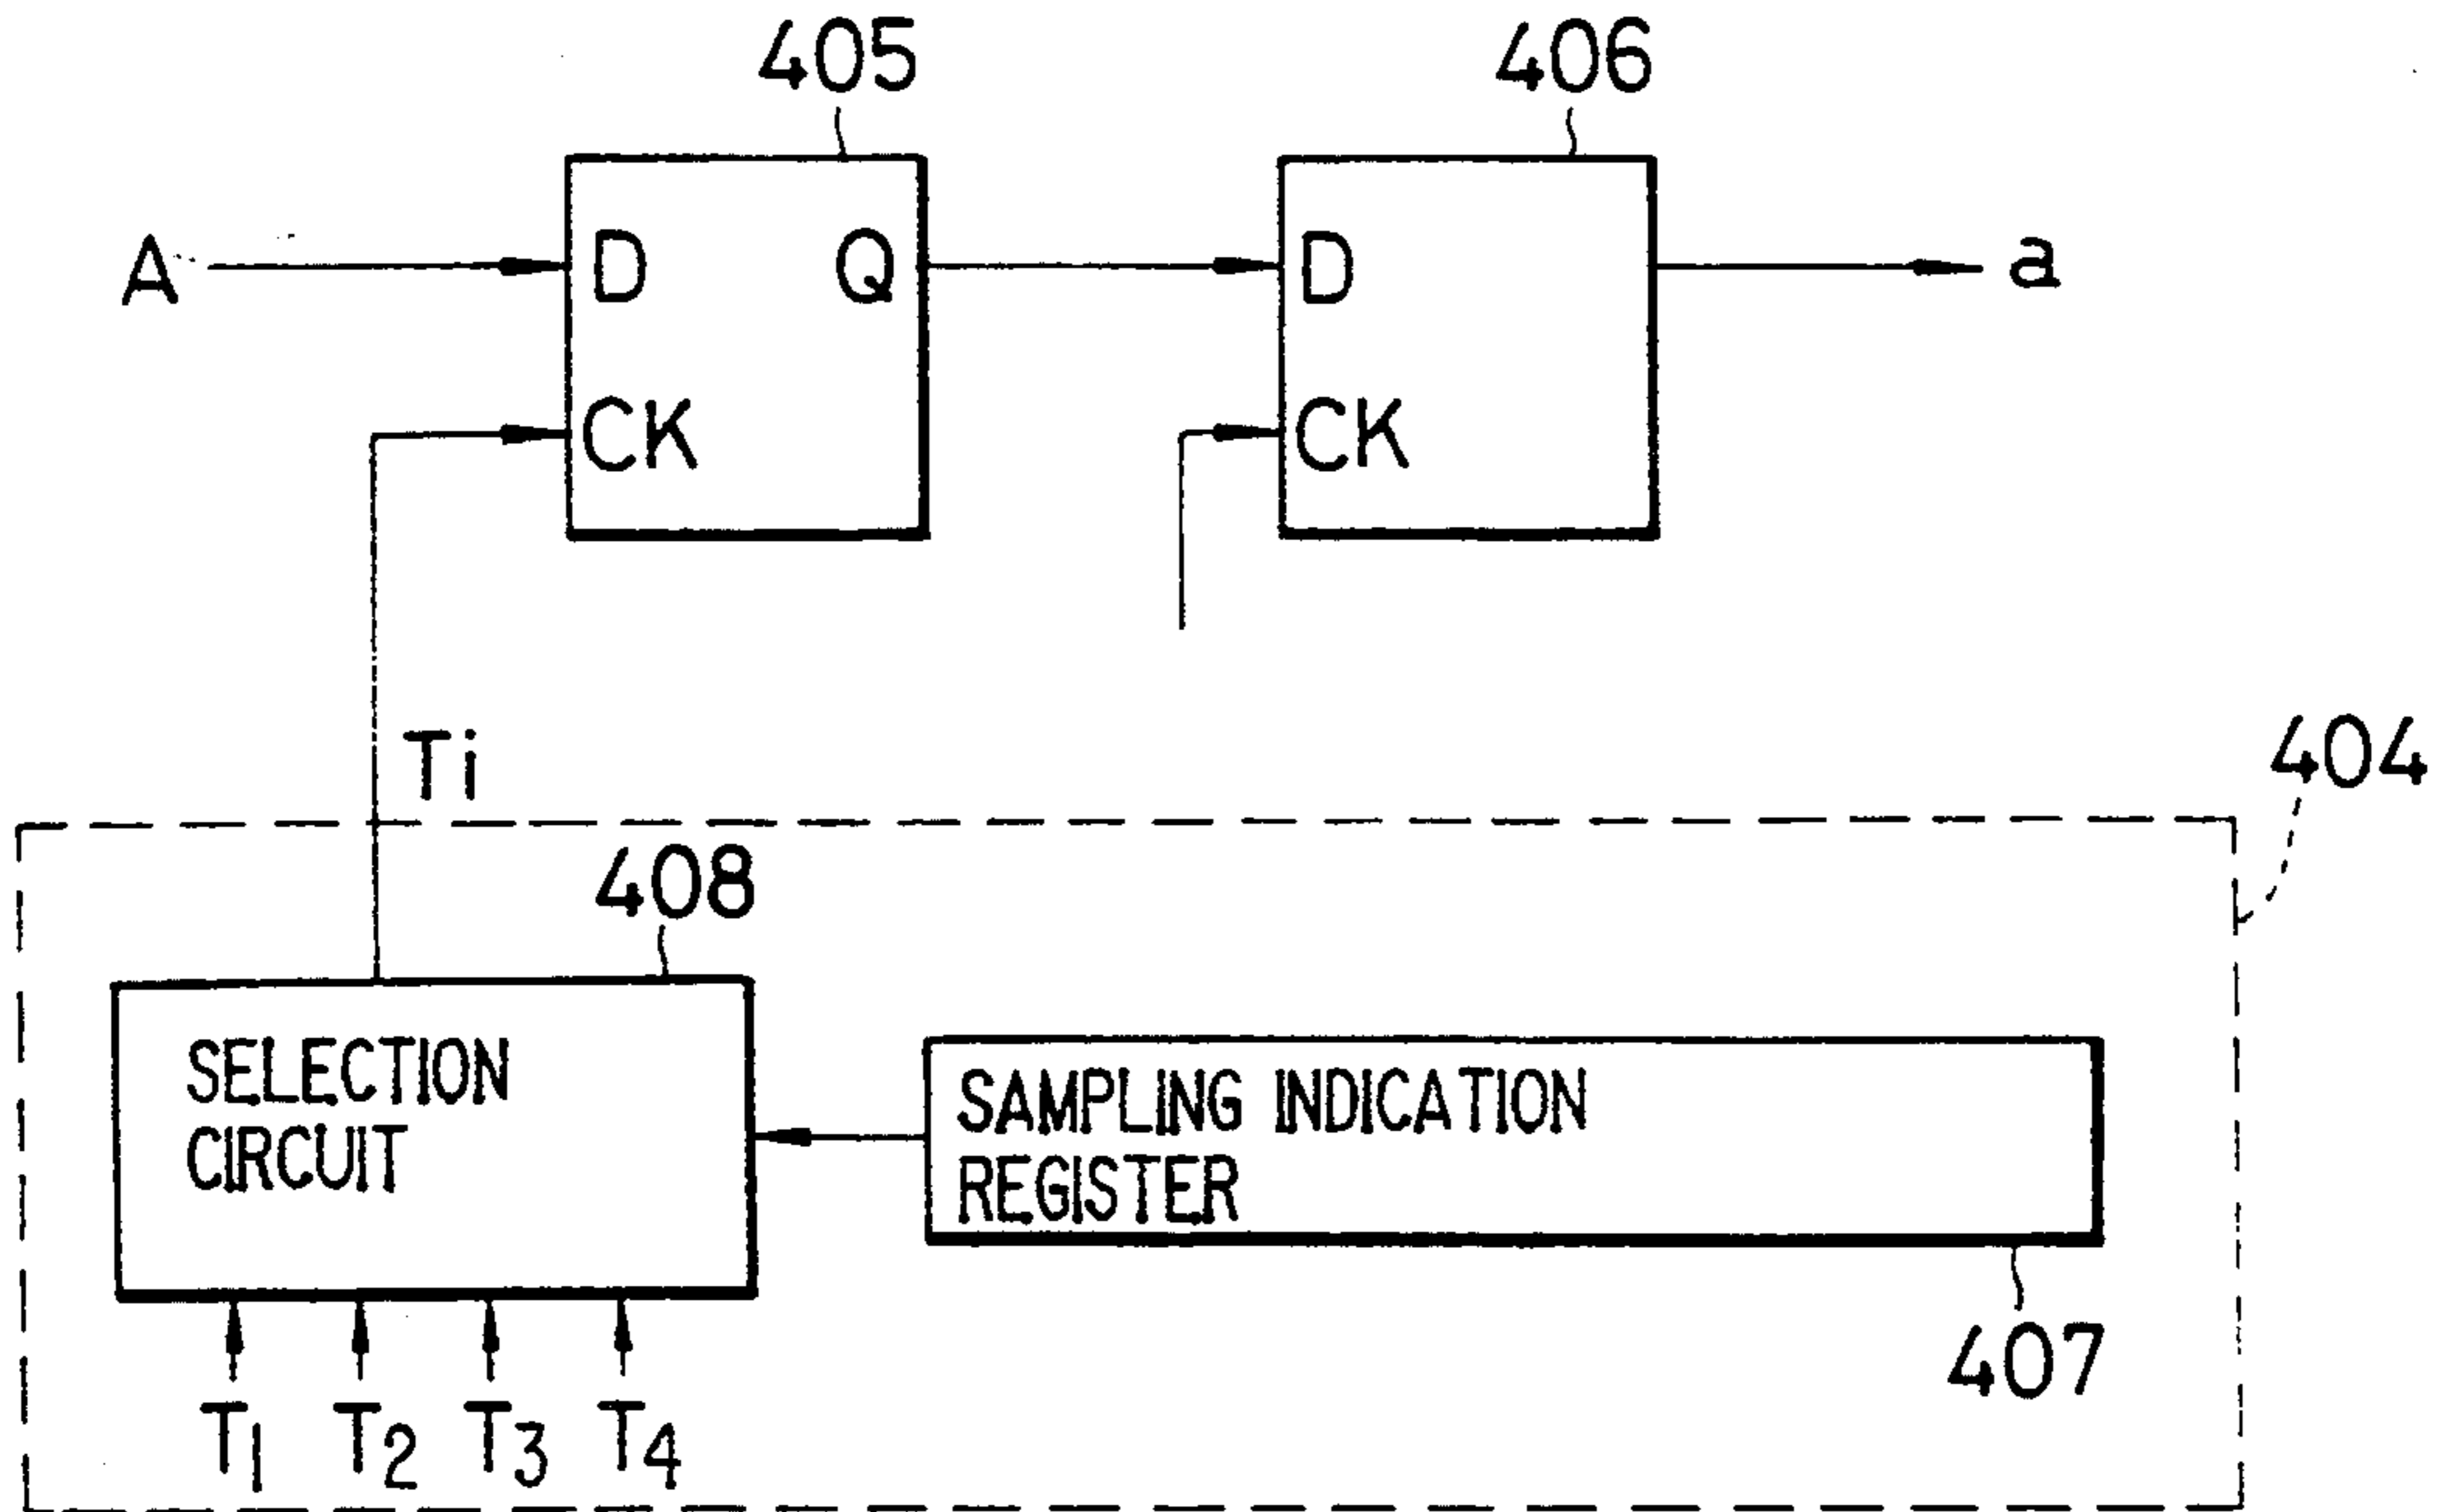 405
406
A
D
Q
D
a
CK
CK
Ti
404
408
SELECTION
CIRCUIT
SAMPLING INDICATION
REGISTER
407
T1
T2
T3
T4